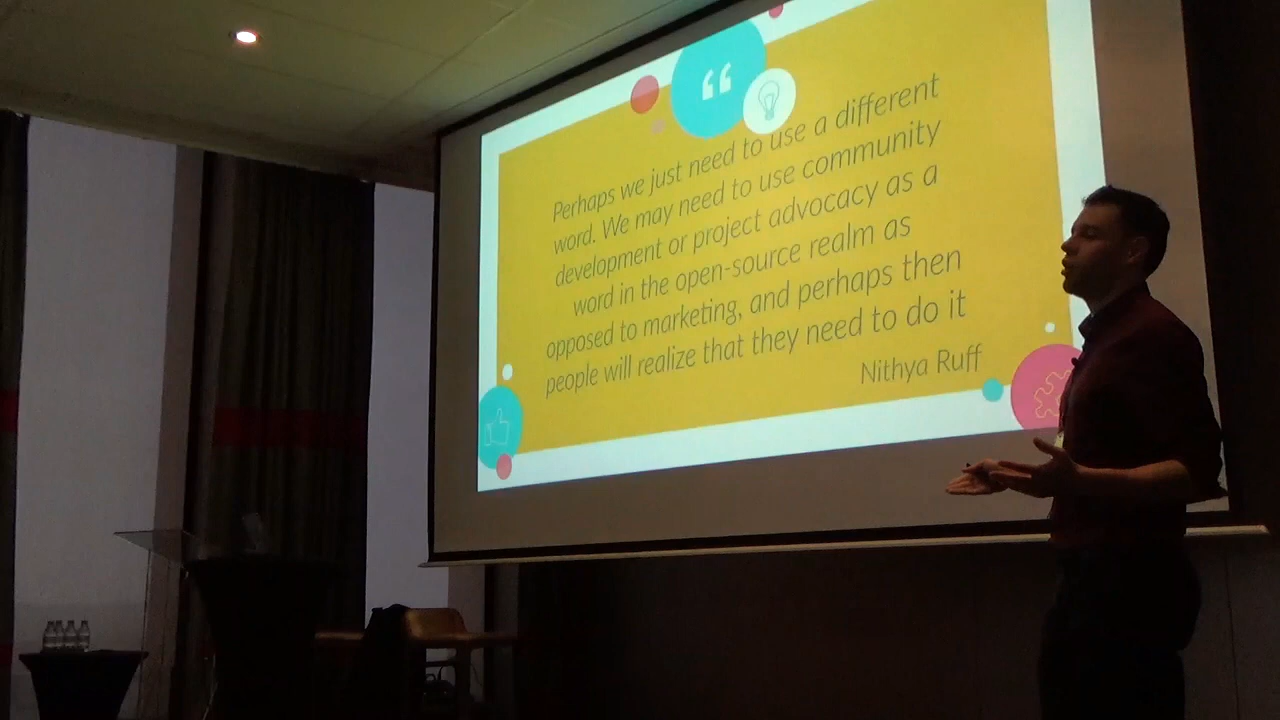 “
Perhaps we just need to use a different
word. We may need to use community
development or project advocacy as a
word in the open-source realm as
opposed to marketing, and perhaps then
people will realize that they need to do it
Nithya Ruff